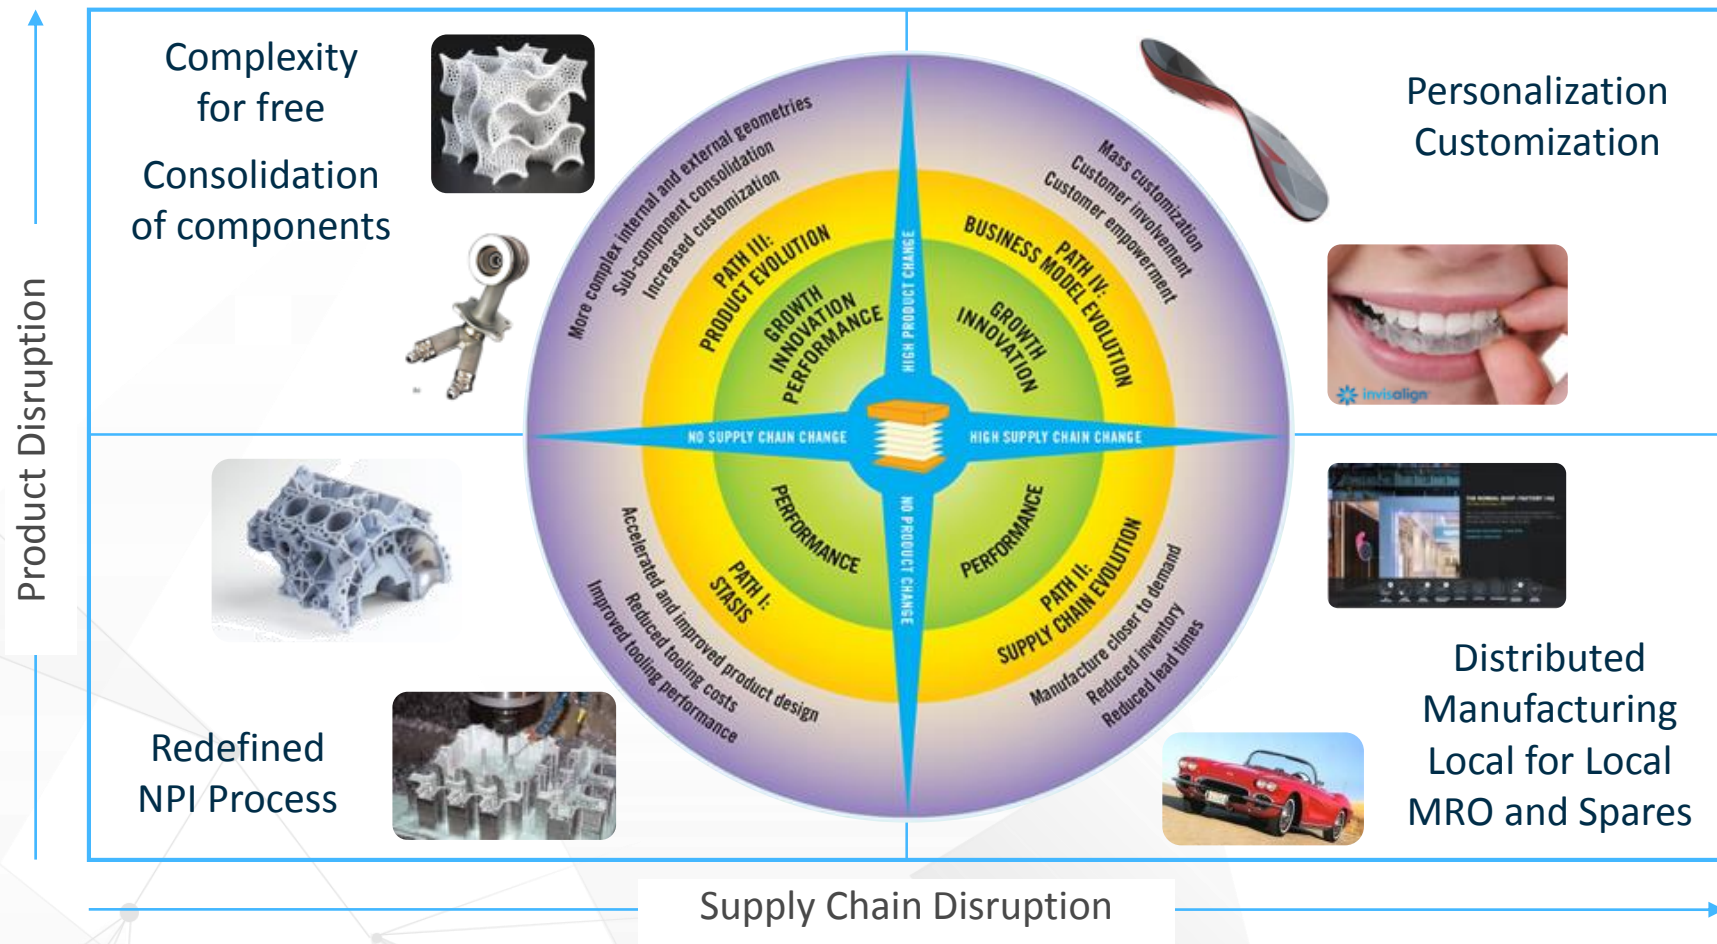 Complexity
for free
Consolidation
of components
Personalization
Customization
More complex internal and external geometries
Sub-component consolidation
Increased customization
PATH III:
PRODUCT EVOLUTION
GROWTH
INNOVATION
PERFORMANCE
Mass customization
Customer involvement
Customer empowerment
PATH IV:
BUSINESS MODEL EVOLUTION
GROWTH
INNOVATION
HIGH PRODUCT CHANGE
NO SUPPLY CHAIN CHANGE
HIGH SUPPLY CHAIN CHANGE
NO PRODUCT CHANGE
invisalign
Product Disruption
PERFORMANCE
PATH I:
STASIS
Accelerated and improved product design
Reduced tooling costs
Improved tooling performance
PERFORMANCE
PATH II:
SUPPLY CHAIN EVOLUTION
Manufacture closer to demand
Reduced inventory
Reduced lead times
Redefined
NPI Process
Distributed
Manufacturing
Local for Local
MRO and Spares
Supply Chain Disruption